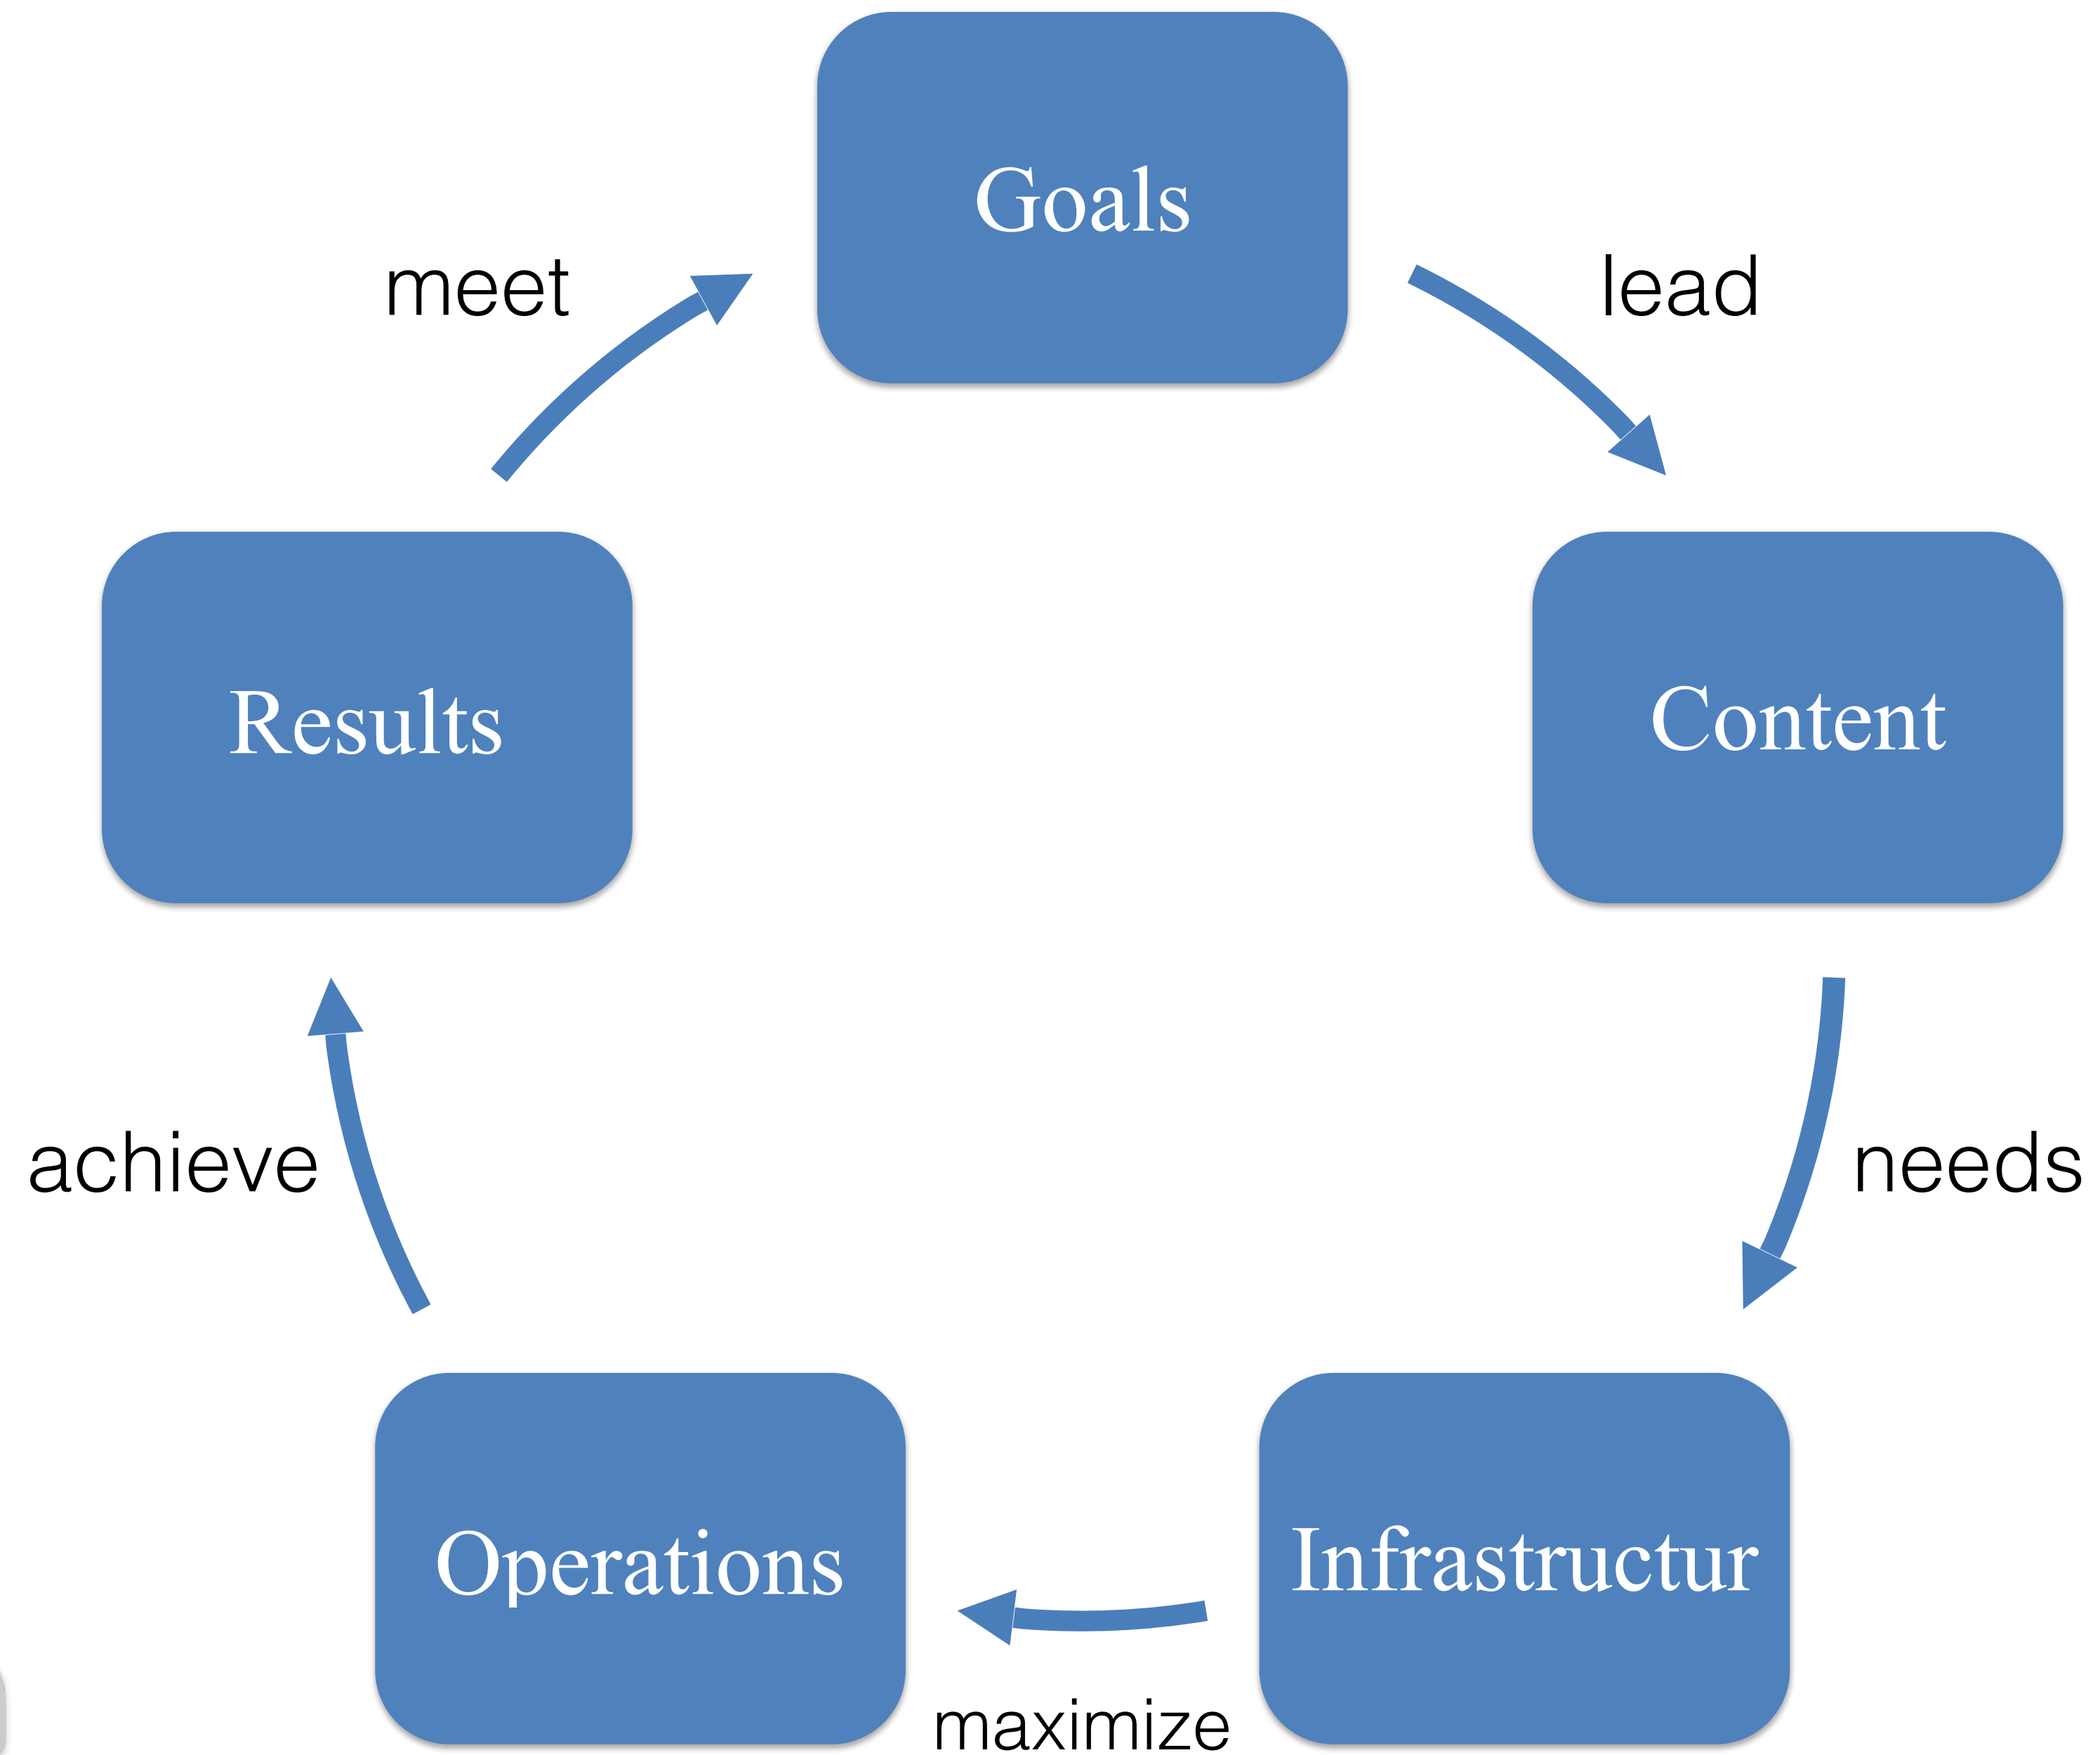 Goals
meet
lead
Results
Content
achieve
needs
Operations
Infrastructur
maximize